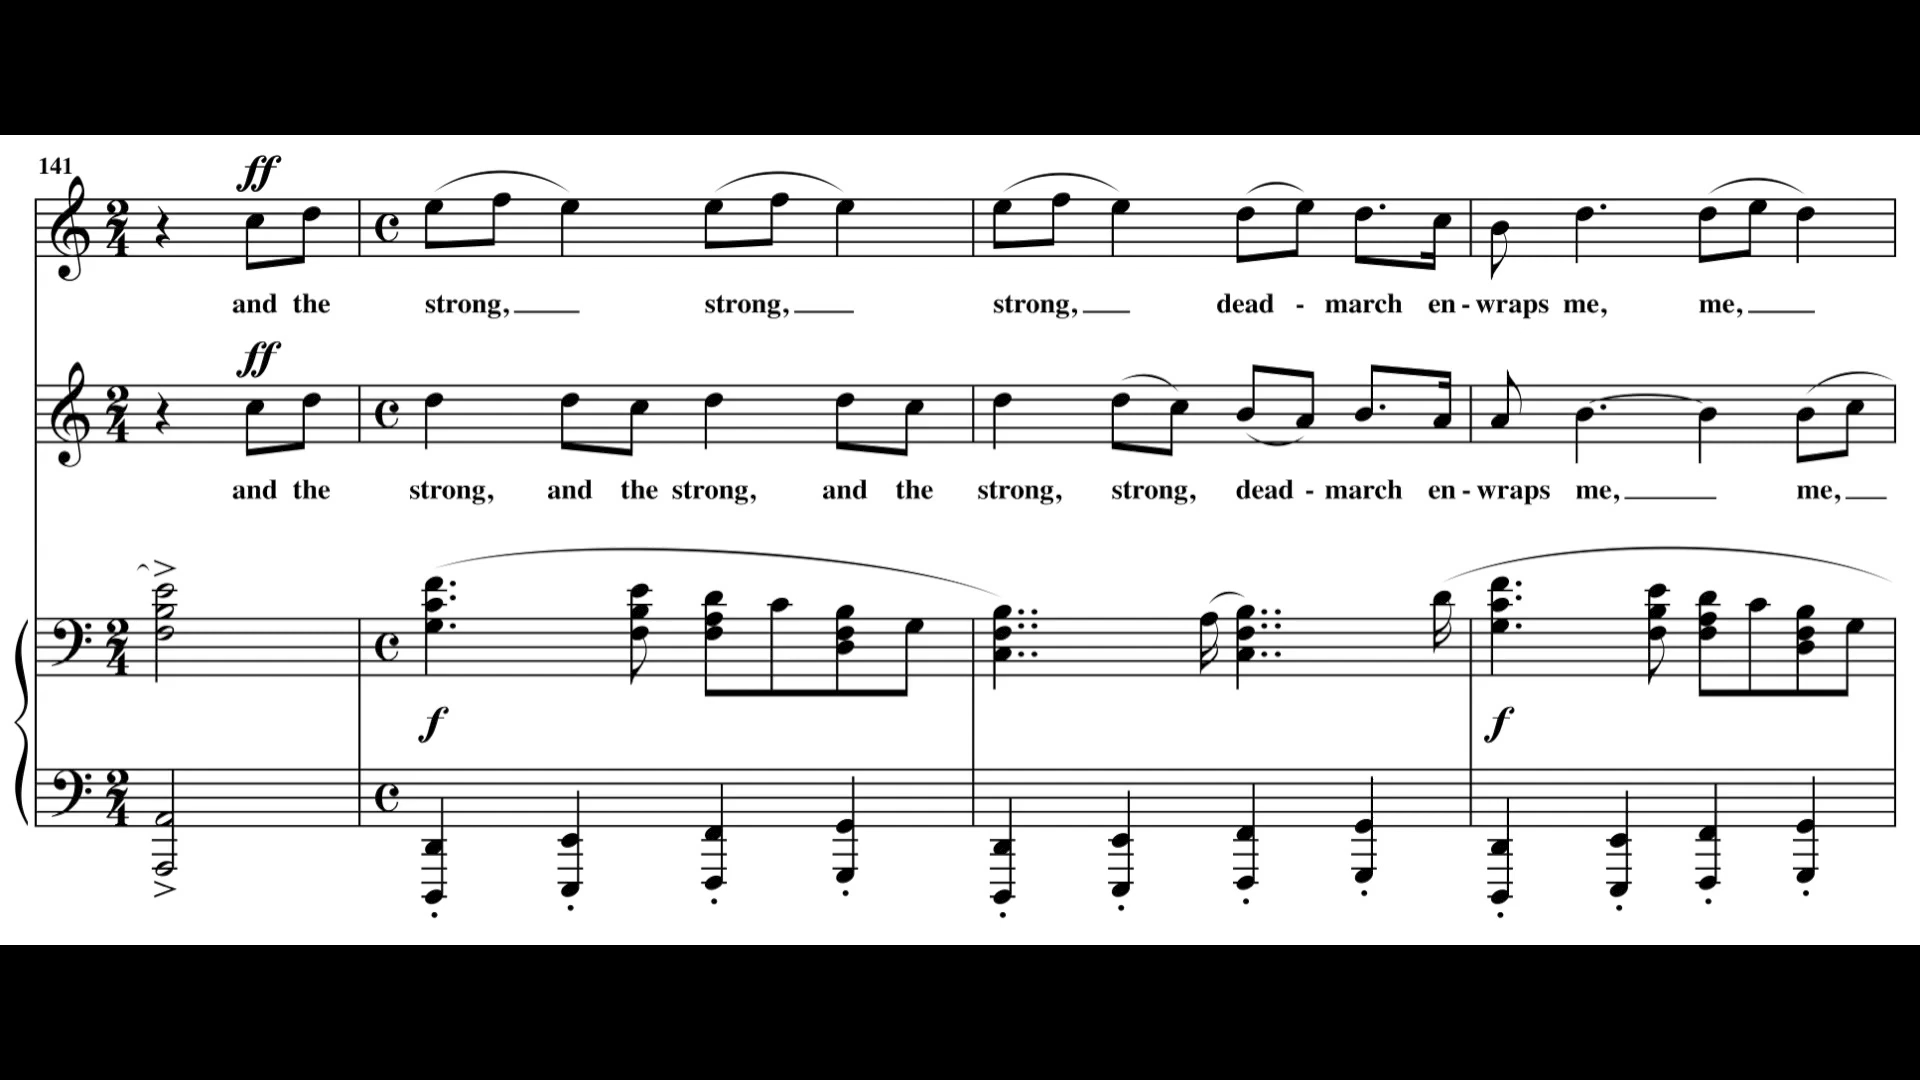 141
ff
and the strong, strong, strong, dead - march en - wraps me, me,
ff
and the strong, and the strong, and the strong, strong, dead - march en - wraps me, me,
f f